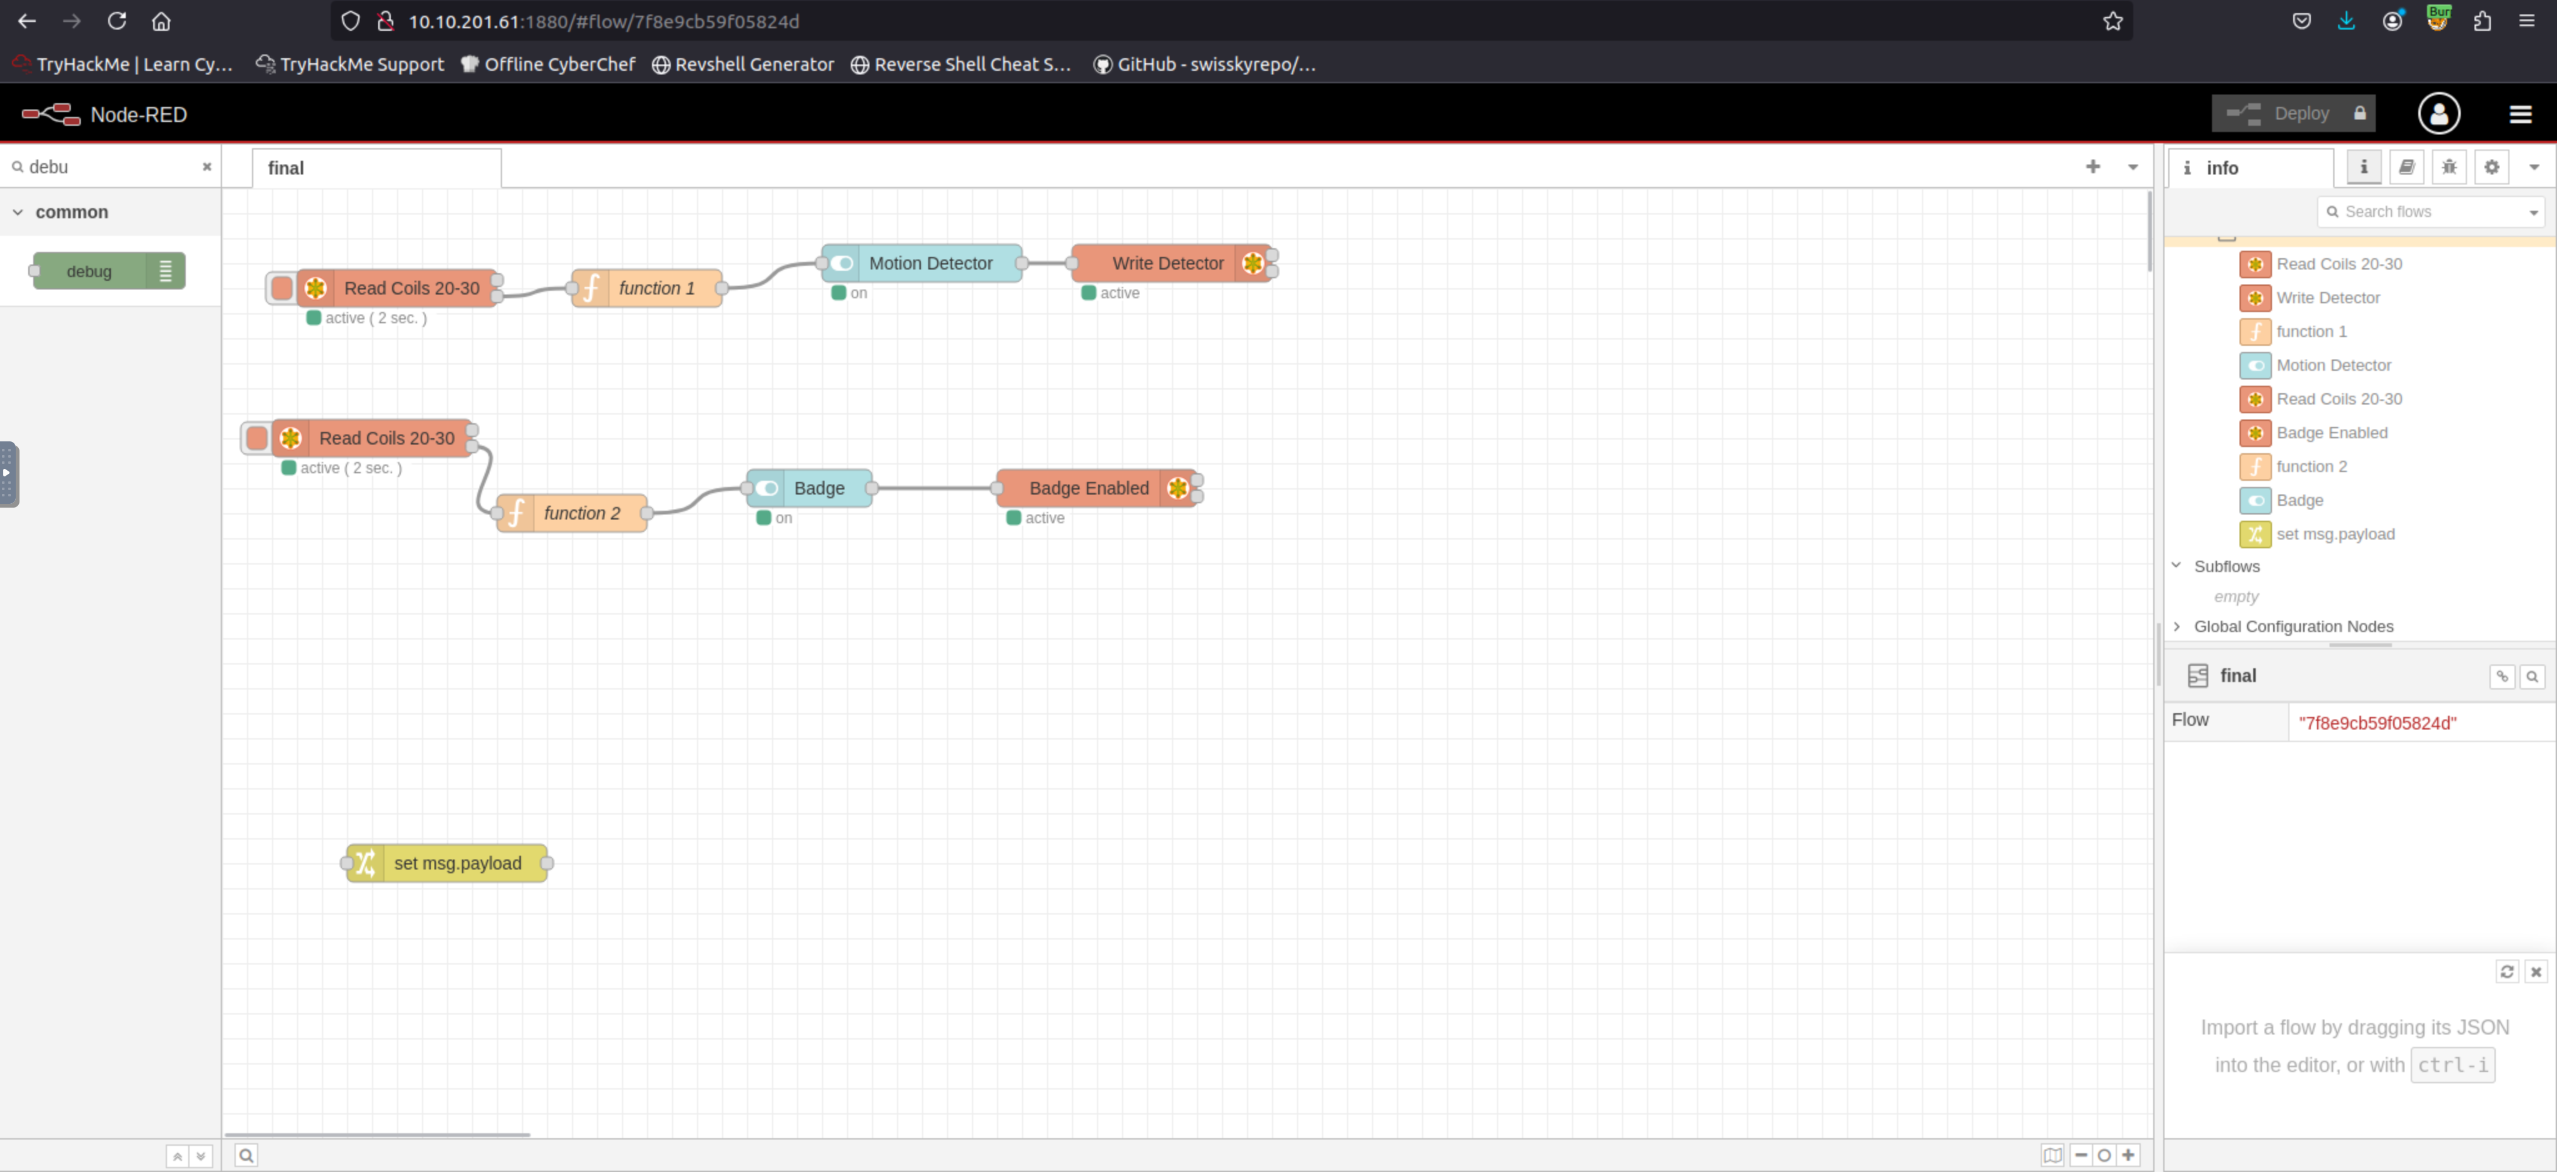 10.10.201.61:1880/#flow/7f8e9cb59f05824d
Bur
TryHackMe | Learn Cy... TryHackMe Support Offline CyberChef Revshell Generator Reverse Shell Cheat S... GitHub - swisskyrepo/...
Node-RED
Deploy
debu
common
debug
final
Read Coils 20-30
active ( 2 sec. )
function 1
Motion Detector
on
Write Detector
active
Read Coils 20-30
active ( 2 sec. )
function 2
Badge
on
Badge Enabled
active
set msg.payload
info
Search flows
Read Coils 20-30
Write Detector
function 1
Motion Detector
Read Coils 20-30
Badge Enabled
function 2
Badge
set msg.payload
Subflows
empty
Global Configuration Nodes
final
Flow "7f8e9cb59f05824d"
Import a flow by dragging its JSON
into the editor, or with ctrl-i